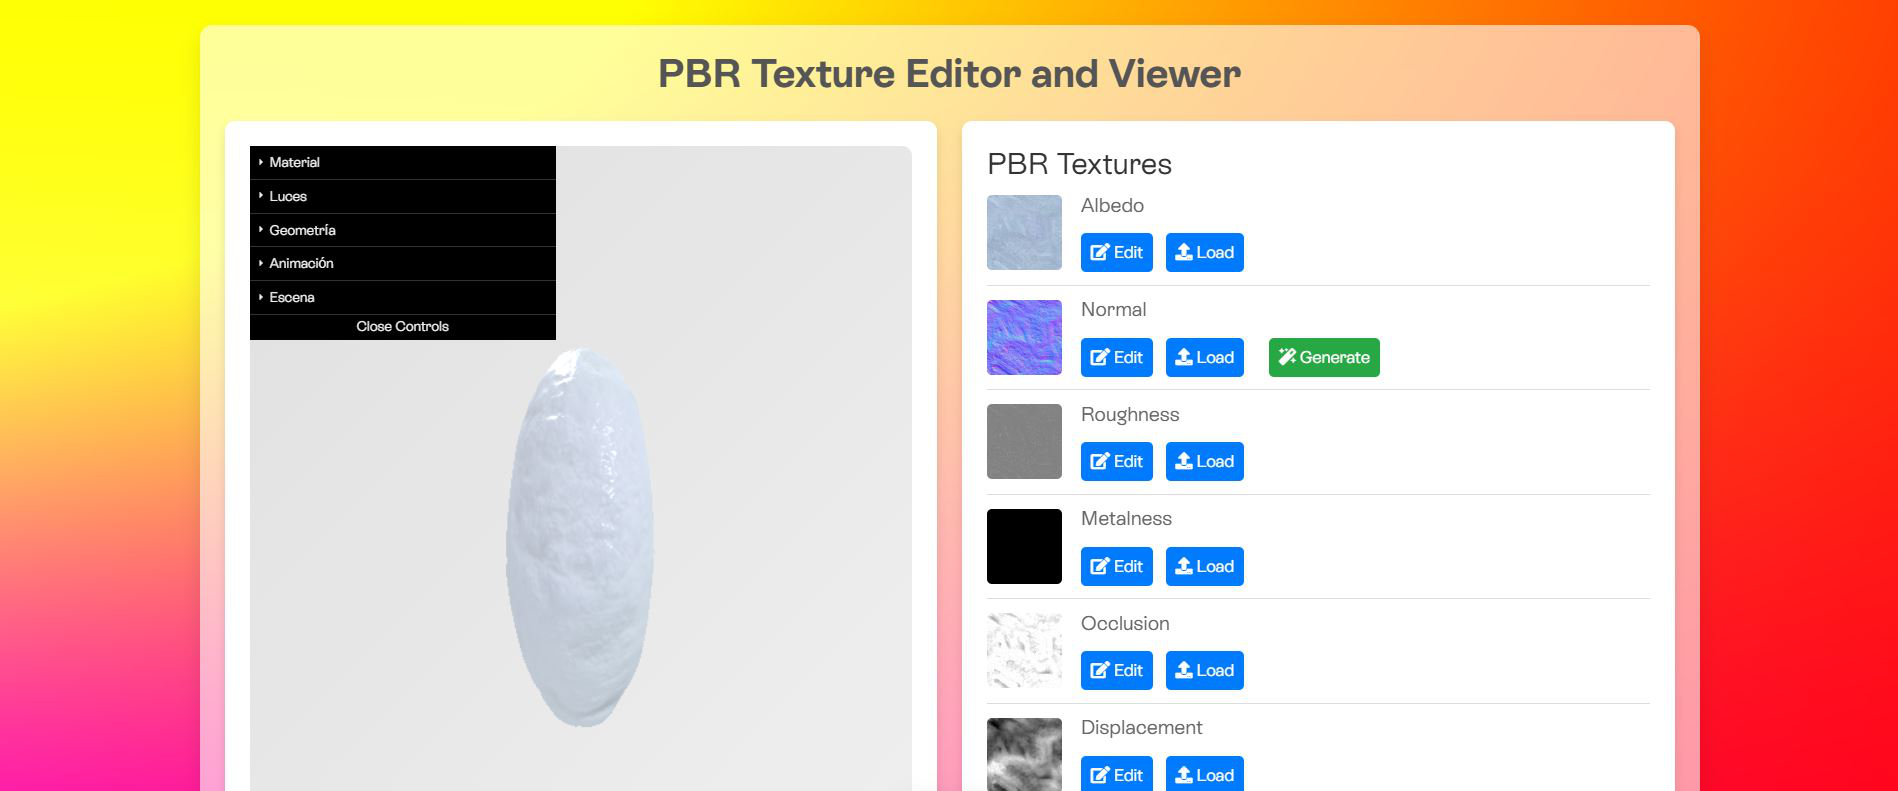 PBR Texture Editor and Viewer
Material
Luces
Geometría
Animación
Escena
Close Controls
PBR Textures
Albedo
Edit Load
Normal
Edit Load Generate
Roughness
Edit Load
Metalness
Edit Load
Occlusion
Edit Load
Displacement
Edit Load